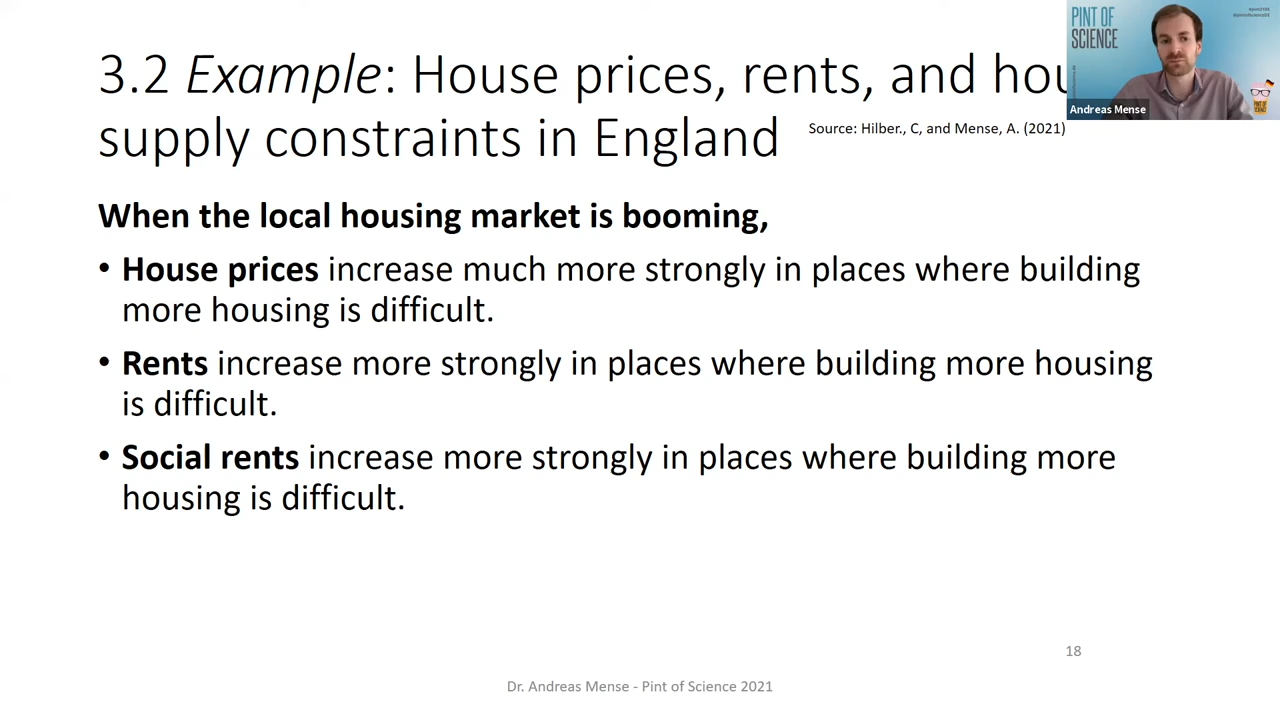 3.2 Example: House prices, rents, and hou
supply constraints in England
Source: Hilber., C, and Mense, A. (2021)
PINT OF
SCIENCE
Andreas Mense
PINT OF
SCIENCE
When the local housing market is booming,
• House prices increase much more strongly in places where building
more housing is difficult.
• Rents increase more strongly in places where building more housing
is difficult.
• Social rents increase more strongly in places where building more
housing is difficult.
18
Dr. Andreas Mense - Pint of Science 2021